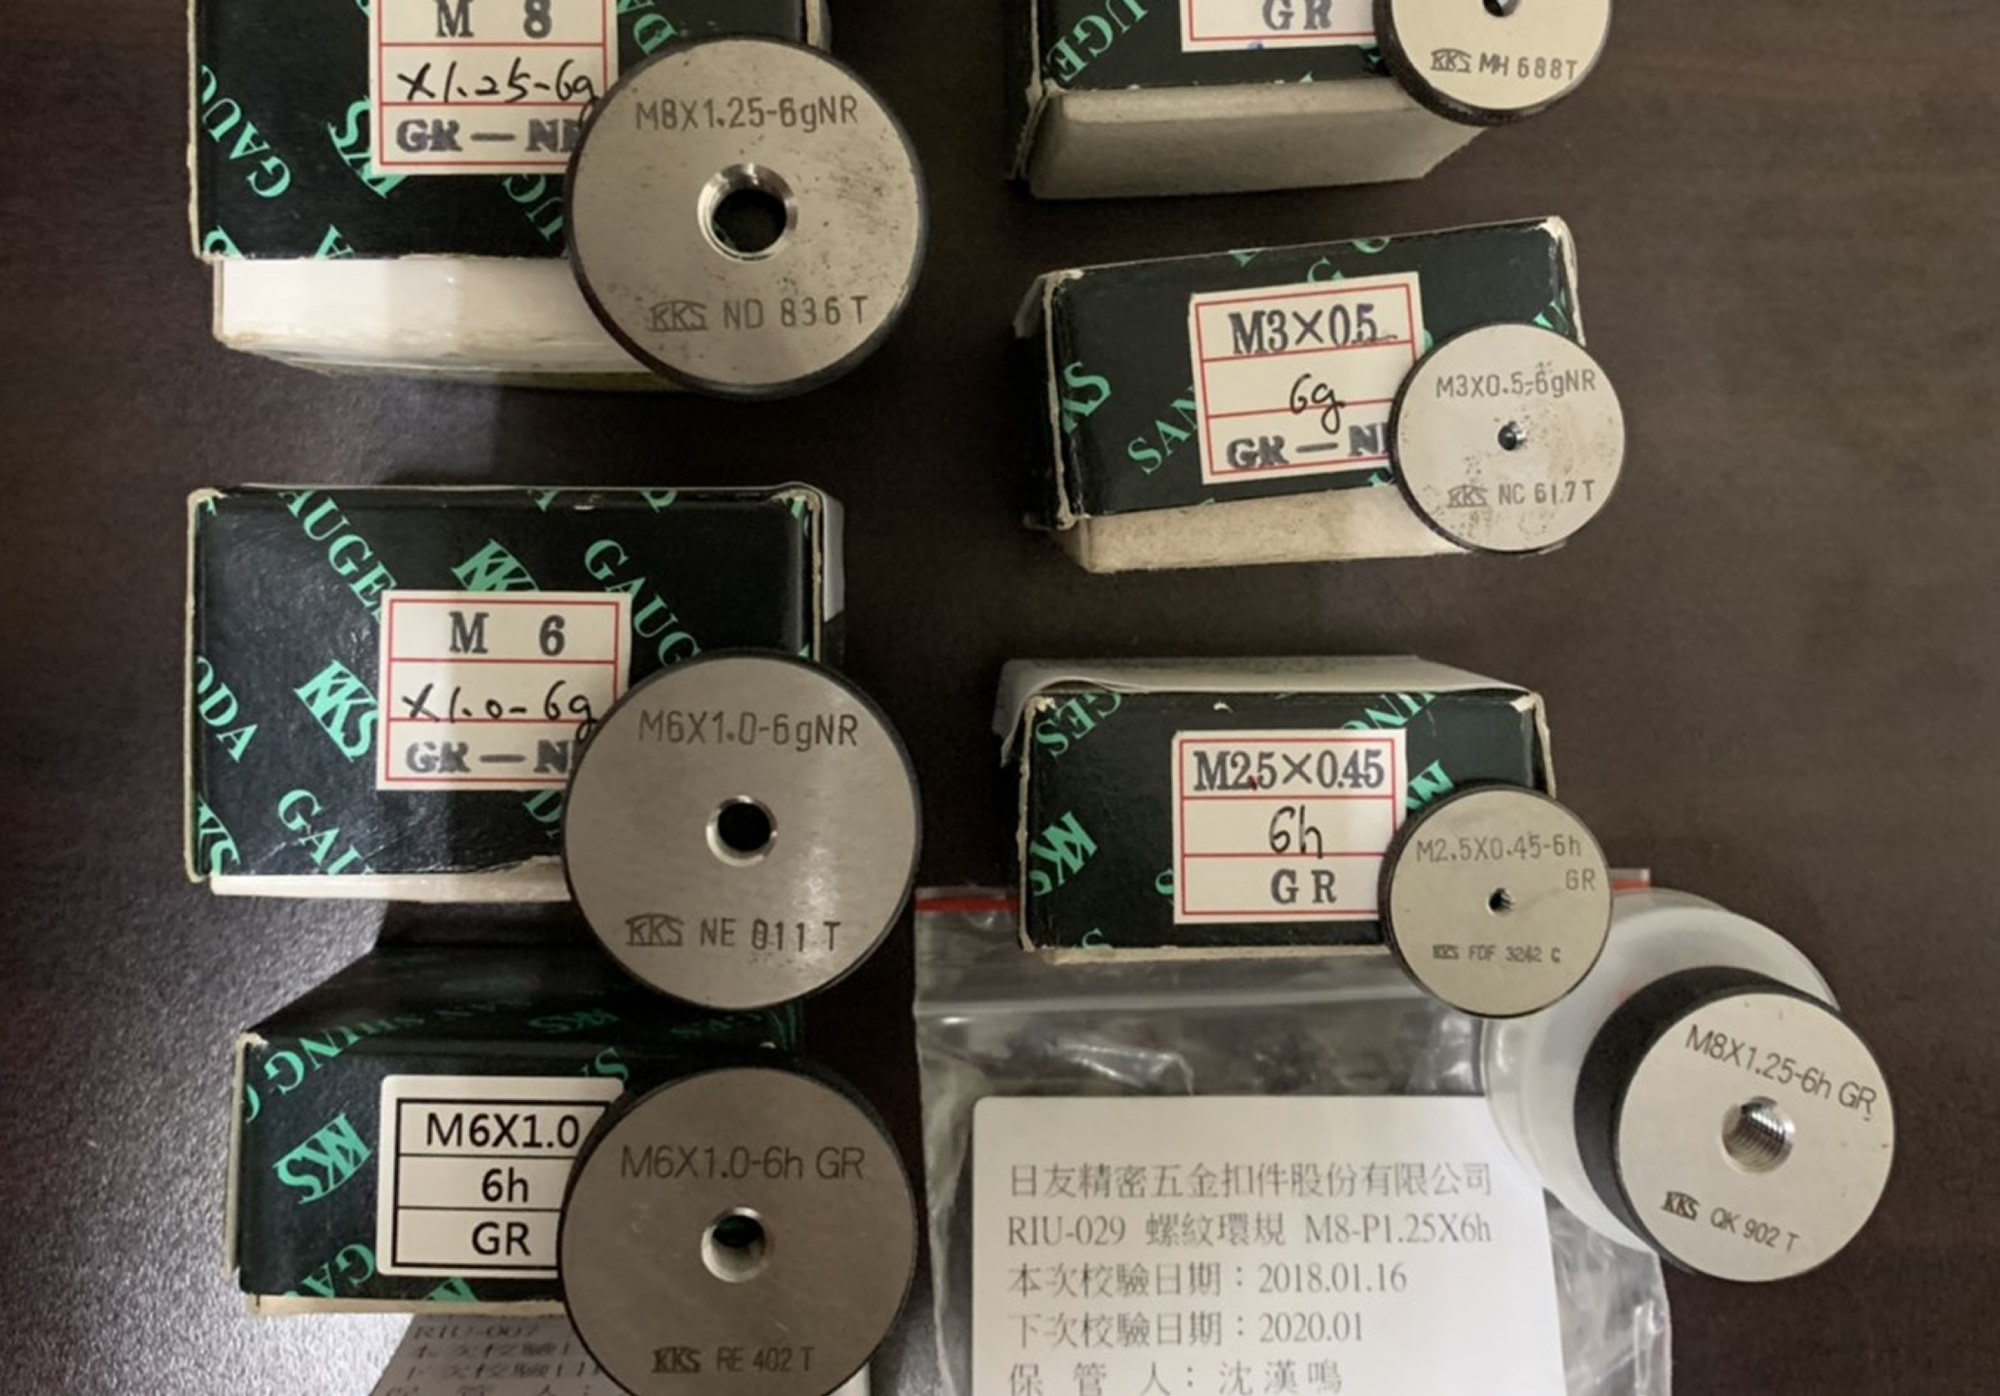 M 8
X1.25-6g
GR — N
M8X1.25-6gNR
KKS ND 836 T
GR
KKS MH 688T
M3×0.5
6g
GR — N
M3X0.5-6gNR
KKS NC 617 T
M 6
X1.0-6g
GR — N
M6X1.0-6gNR
KKS NE 011 T
KKS
GAUGE
M2.5×0.45
6h
GR
M2.5X0.45-6h
GR
KKS FDF 3262 C
M6X1.0
6h
GR
M6X1.0-6h GR
KKS RE 402 T
M8X1.25-6h GR
KKS QK 902 T
日友精密五金扣件股份有限公司
RIU-029 螺紋環規 M8-P1.25X6h
本次校驗日期：2018.01.16
下次校驗日期：2020.01
保 管 人：沈漢鳴
RIU-007